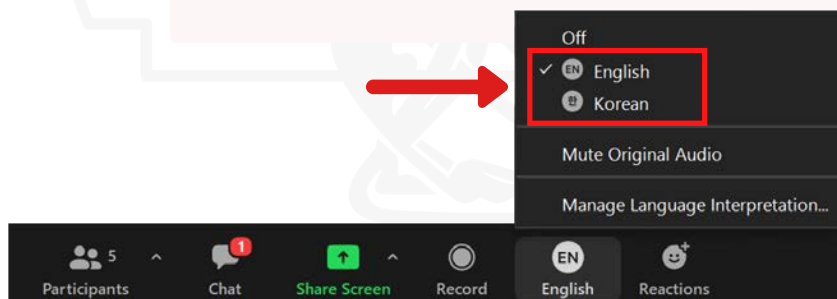 Off
EN English
한 Korean
Mute Original Audio
Manage Language Interpretation...
5
1
EN
Participants
Chat
Share Screen
Record
English
Reactions